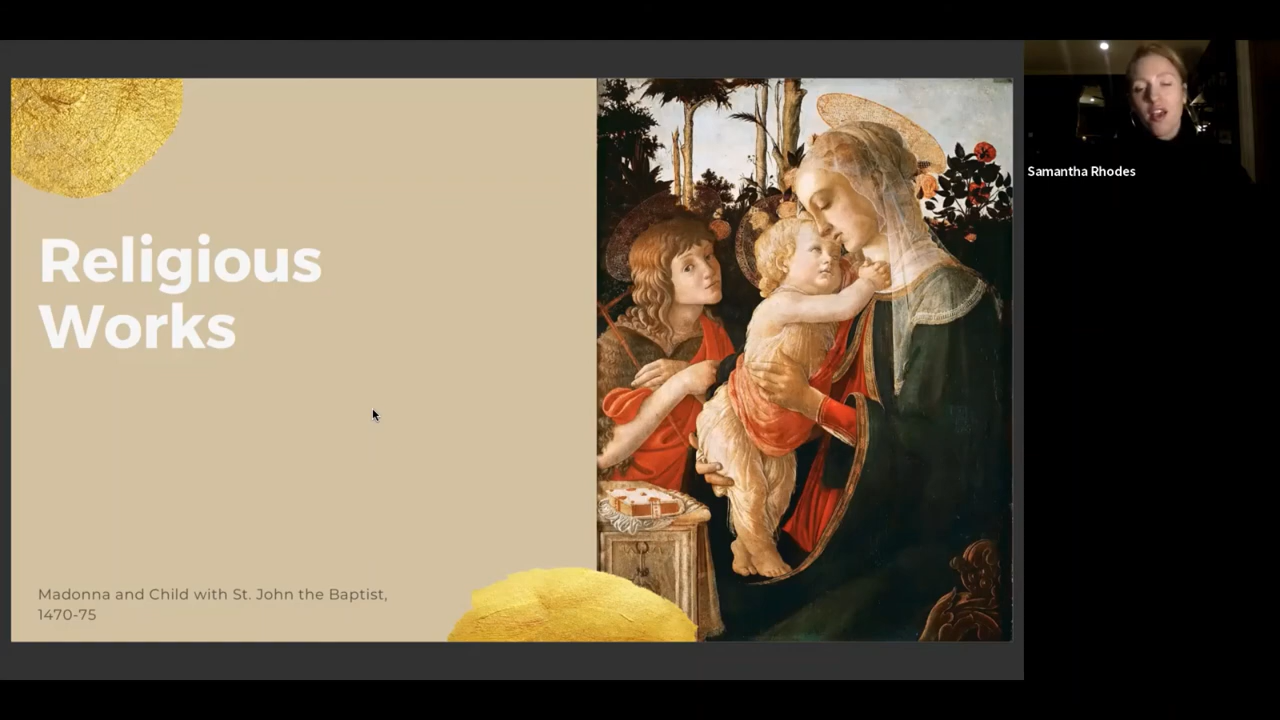 Religious
Works
Madonna and Child with St. John the Baptist,
1470-75
Samantha Rhodes